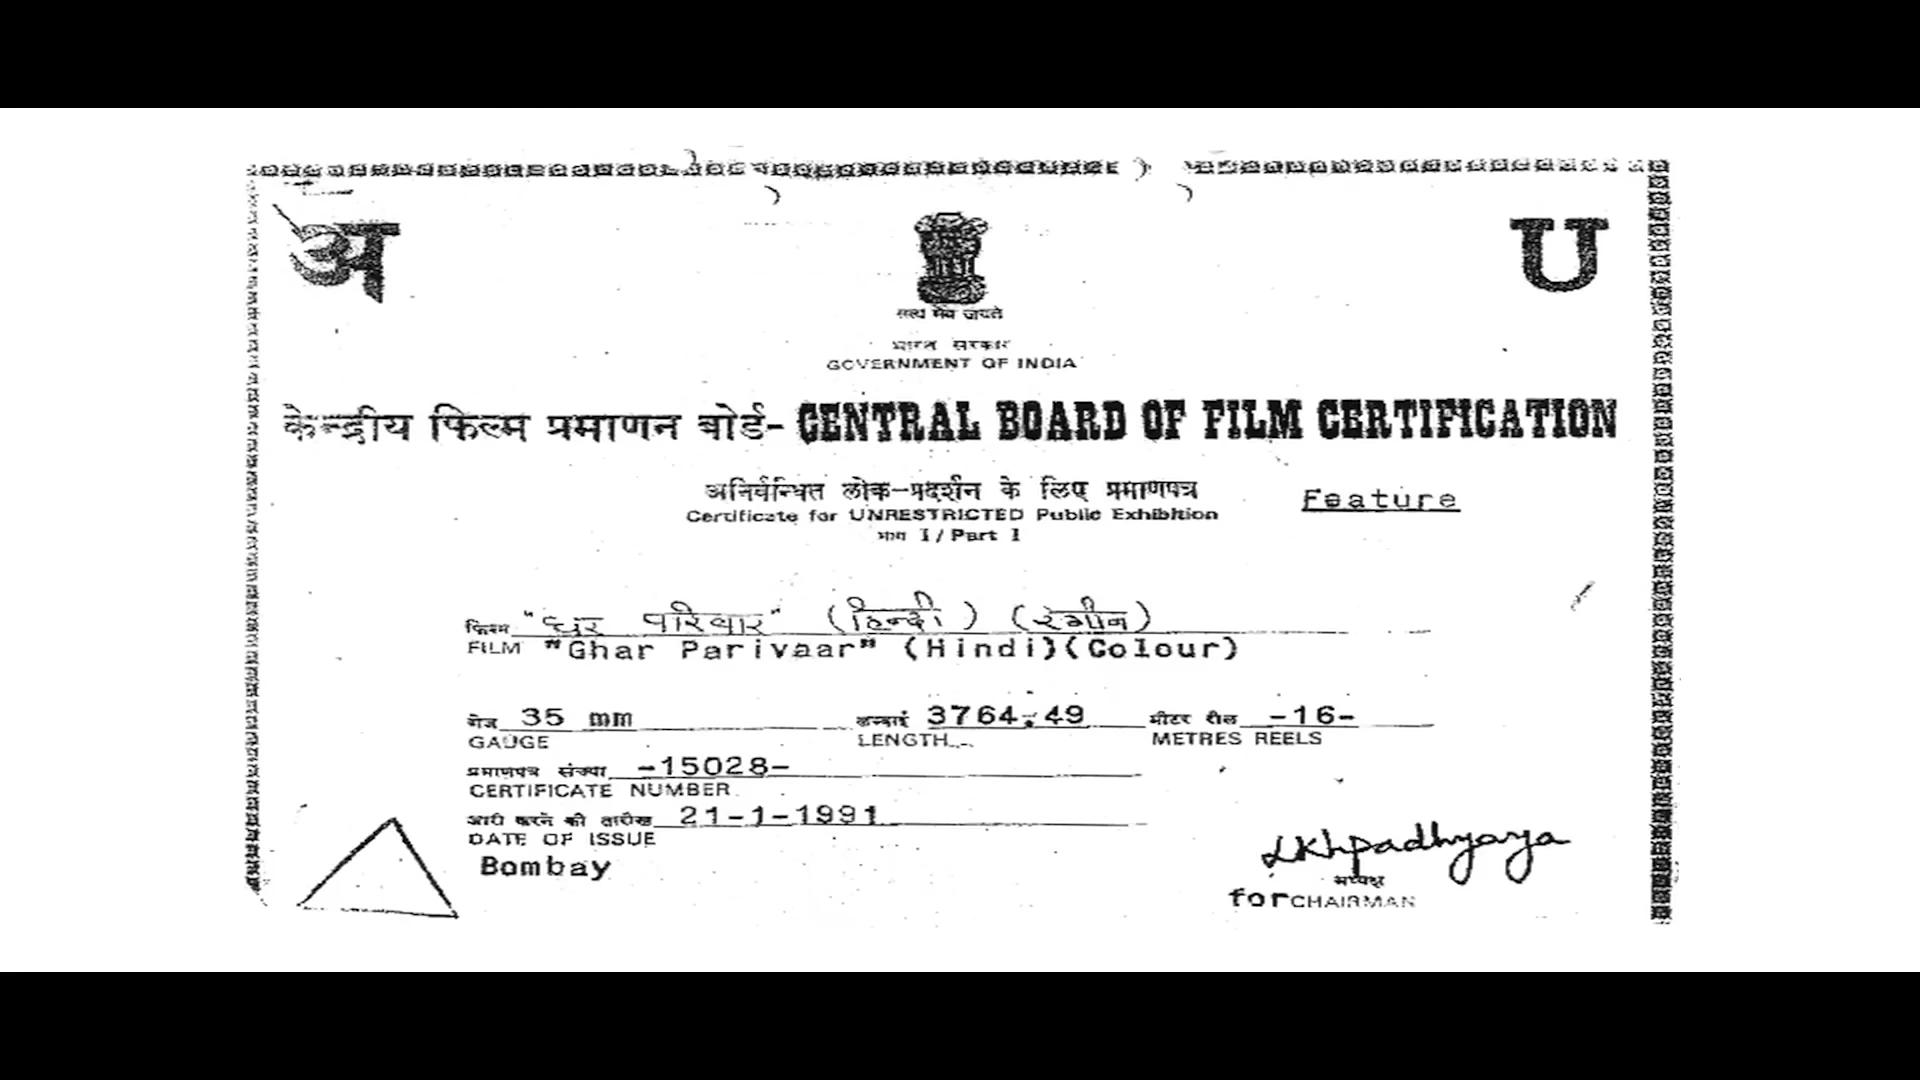 अ
U
सत्यमेव जयते
भारत सरकार
GOVERNMENT OF INDIA
केन्द्रीय फिल्म प्रमाणन बोर्ड- CENTRAL BOARD OF FILM CERTIFICATION
अनिर्बन्धित लोक-प्रदर्शन के लिए प्रमाणपत्र
Feature
Certificate for UNRESTRICTED Public Exhibition
भाग I / Part I
फिल्म "घर परिवार" (हिन्दी) (रंगीन)
FILM "Ghar Parivaar" (Hindi)(Colour)
गेज 35 mm लम्बाई 3764.49 मीटर रील -16-
GAUGE LENGTH METRES REELS
प्रमाणपत्र संख्या -15028-
CERTIFICATE NUMBER
जारी करने की तारीख 21-1-1991
DATE OF ISSUE
Bombay
अध्यक्ष
for CHAIRMAN